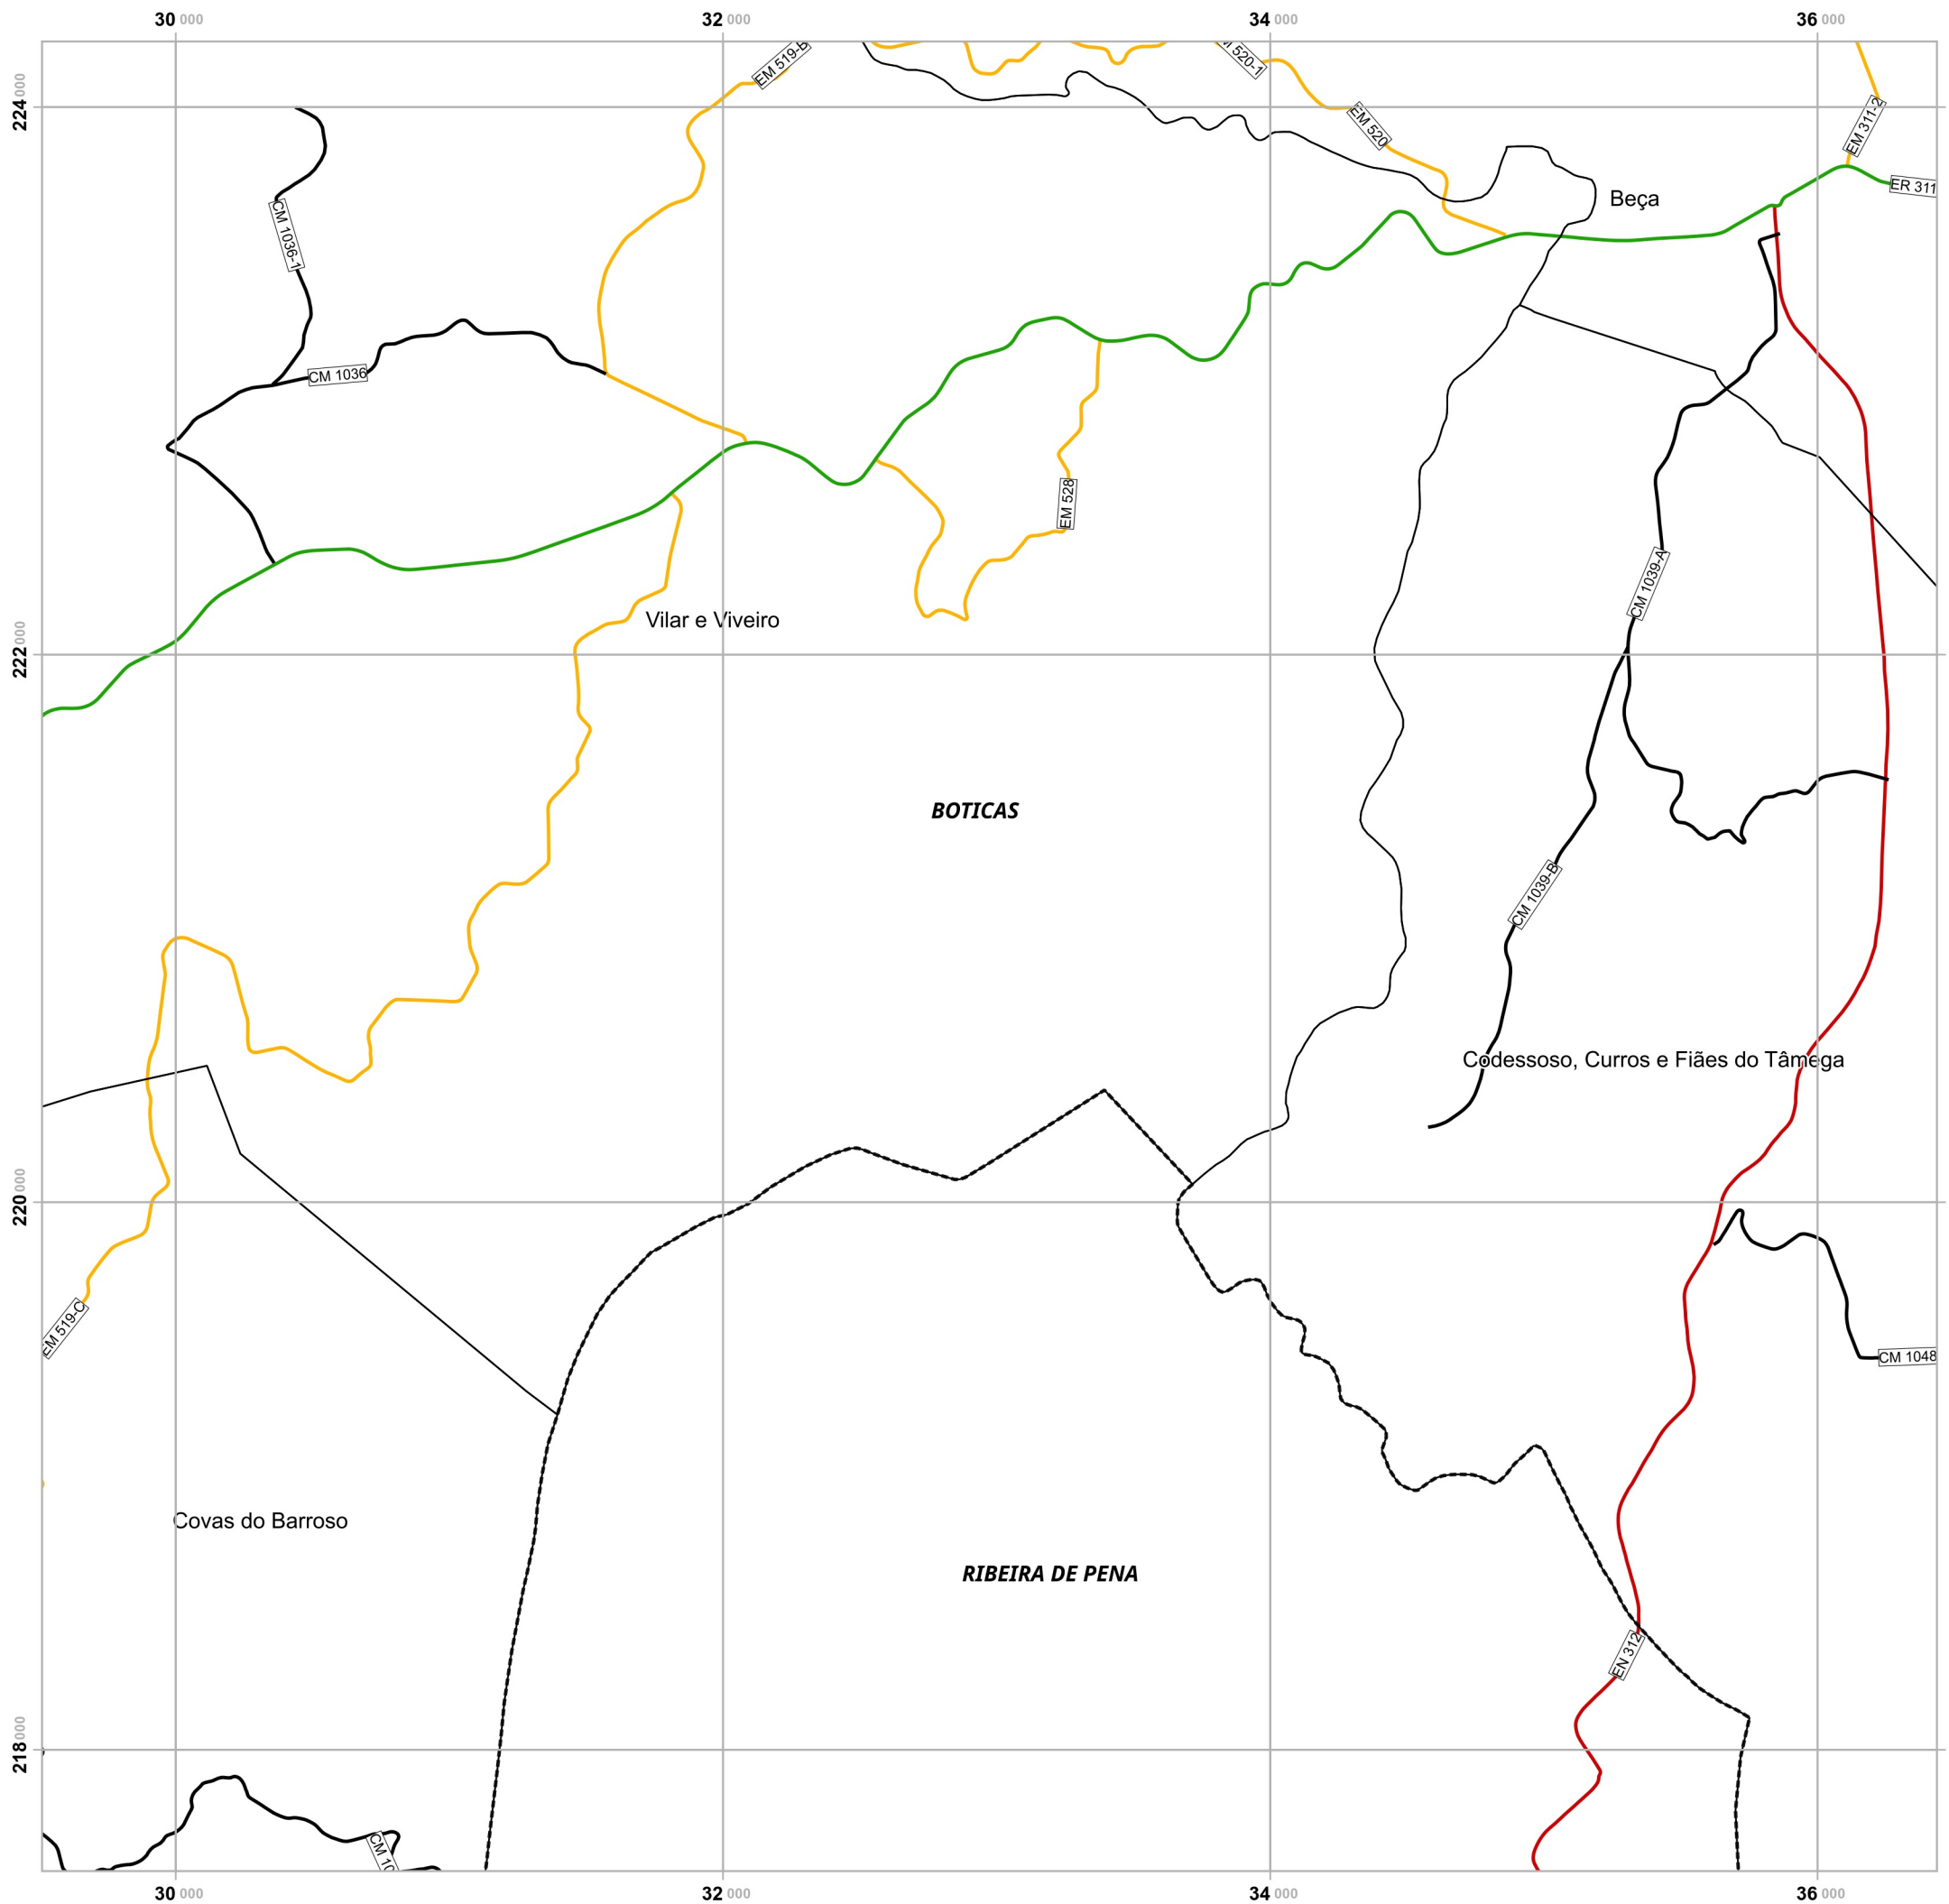 30 000
32 000
34 000
36 000
EM 519-B
520-1
EM 520
EM 311-2
224 000
ER 311
Beça
CM 1036-1
CM 1036
EM 528
CM 1039-A
222 000
Vilar e Viveiro
BOTICAS
CM 1039-B
Codessoso, Curros e Fiães do Tâmega
220 000
EM 519-C
CM 1048
Covas do Barroso
RIBEIRA DE PENA
EN 312
218 000
CM 10
30 000
32 000
34 000
36 000